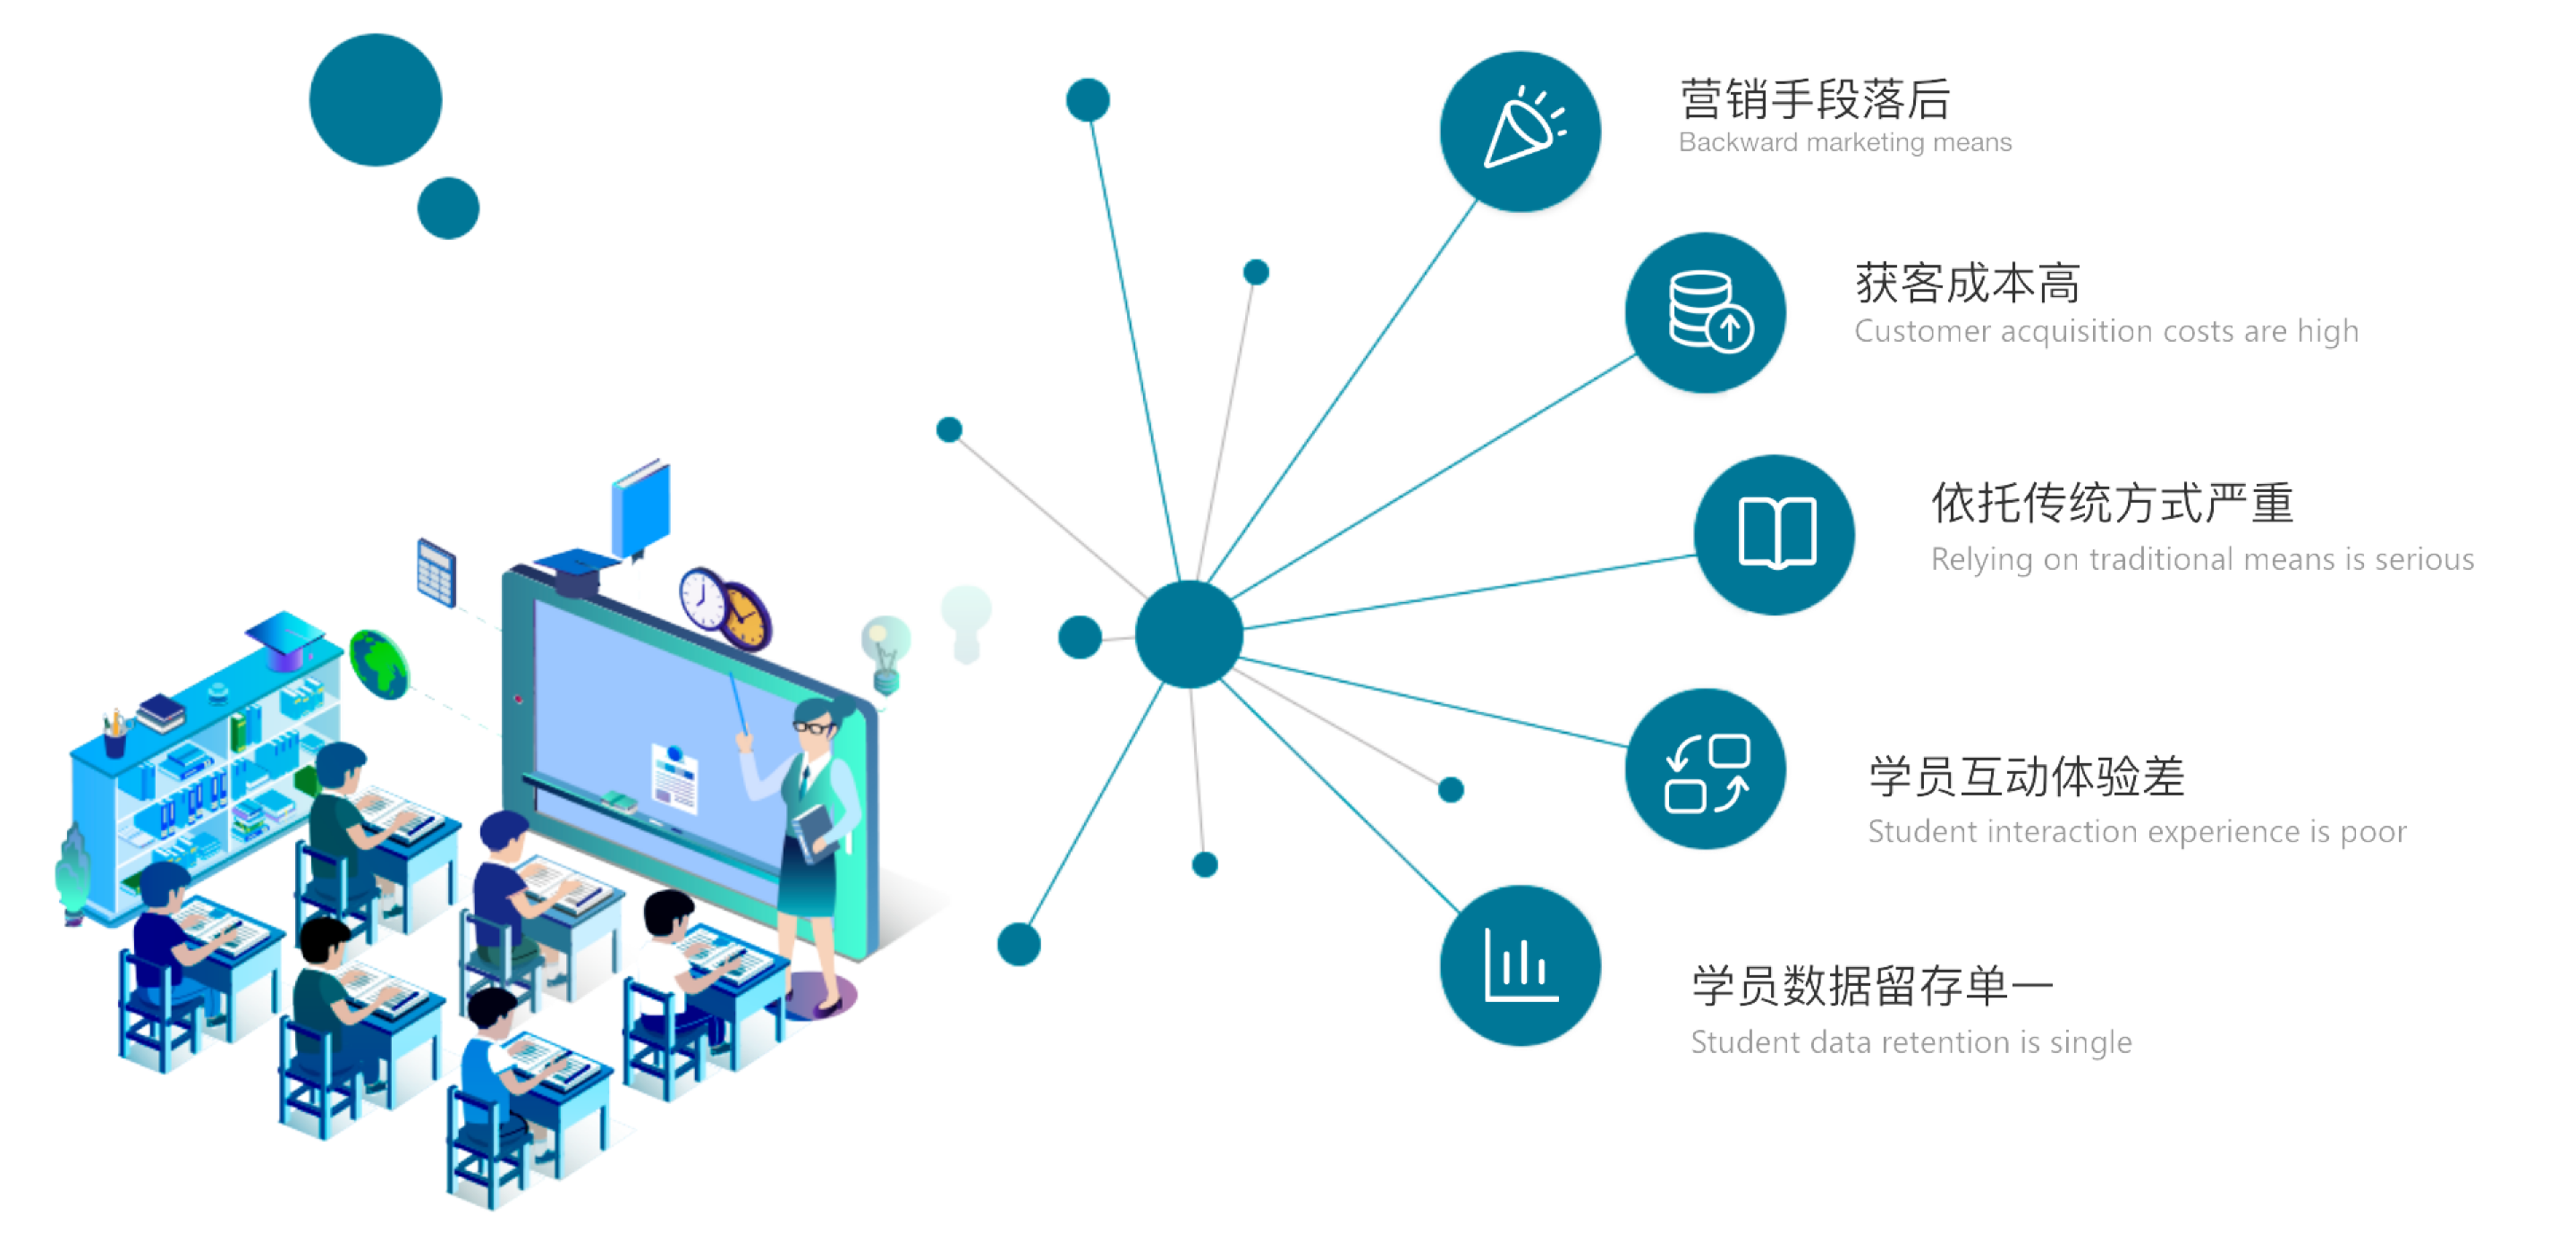 营销手段落后
Backward marketing means
获客成本高
Customer acquisition costs are high
依托传统方式严重
Relying on traditional means is serious
学员互动体验差
Student interaction experience is poor
学员数据留存单一
Student data retention is single